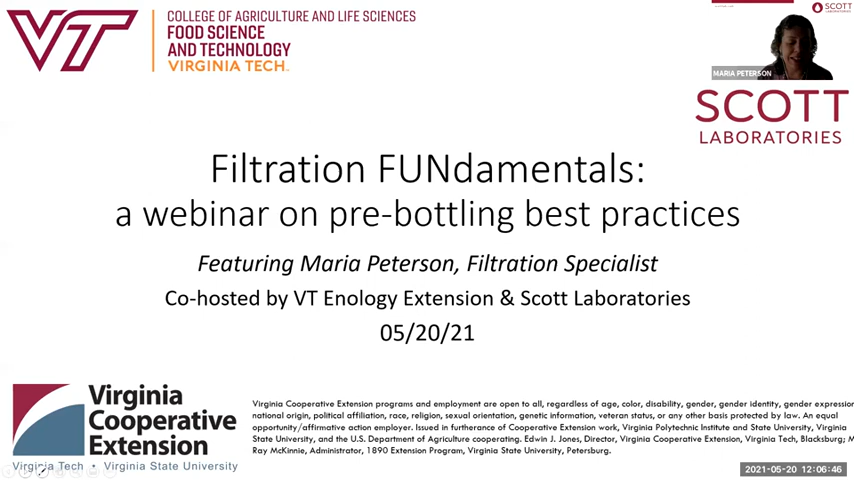 VT
COLLEGE OF AGRICULTURE AND LIFE SCIENCES
FOOD SCIENCE
AND TECHNOLOGY
VIRGINIA TECH.
SCOTT
MARIA PETERSON
SCOTT
LABORATORIES
Filtration FUNdamentals:
a webinar on pre-bottling best practices
Featuring Maria Peterson, Filtration Specialist
Co-hosted by VT Enology Extension & Scott Laboratories
05/20/21
Virginia
Cooperative
Extension
Virginia Tech • Virginia State University
Virginia Cooperative Extension programs and employment are open to all, regardless of age, color, disability, gender, gender identity, gender expression
national origin, political affiliation, race, religion, sexual orientation, genetic information, veteran status, or any other basis protected by law. An equal
opportunity/affirmative action employer. Issued in furtherance of Cooperative Extension work, Virginia Polytechnic Institute and State University, Virginia
State University, and the U.S. Department of Agriculture cooperating. Edwin J. Jones, Director, Virginia Cooperative Extension, Virginia Tech, Blacksburg; M
Ray McKinnie, Administrator, 1890 Extension Program, Virginia State University, Petersburg.
2021-05-20 12:06:46